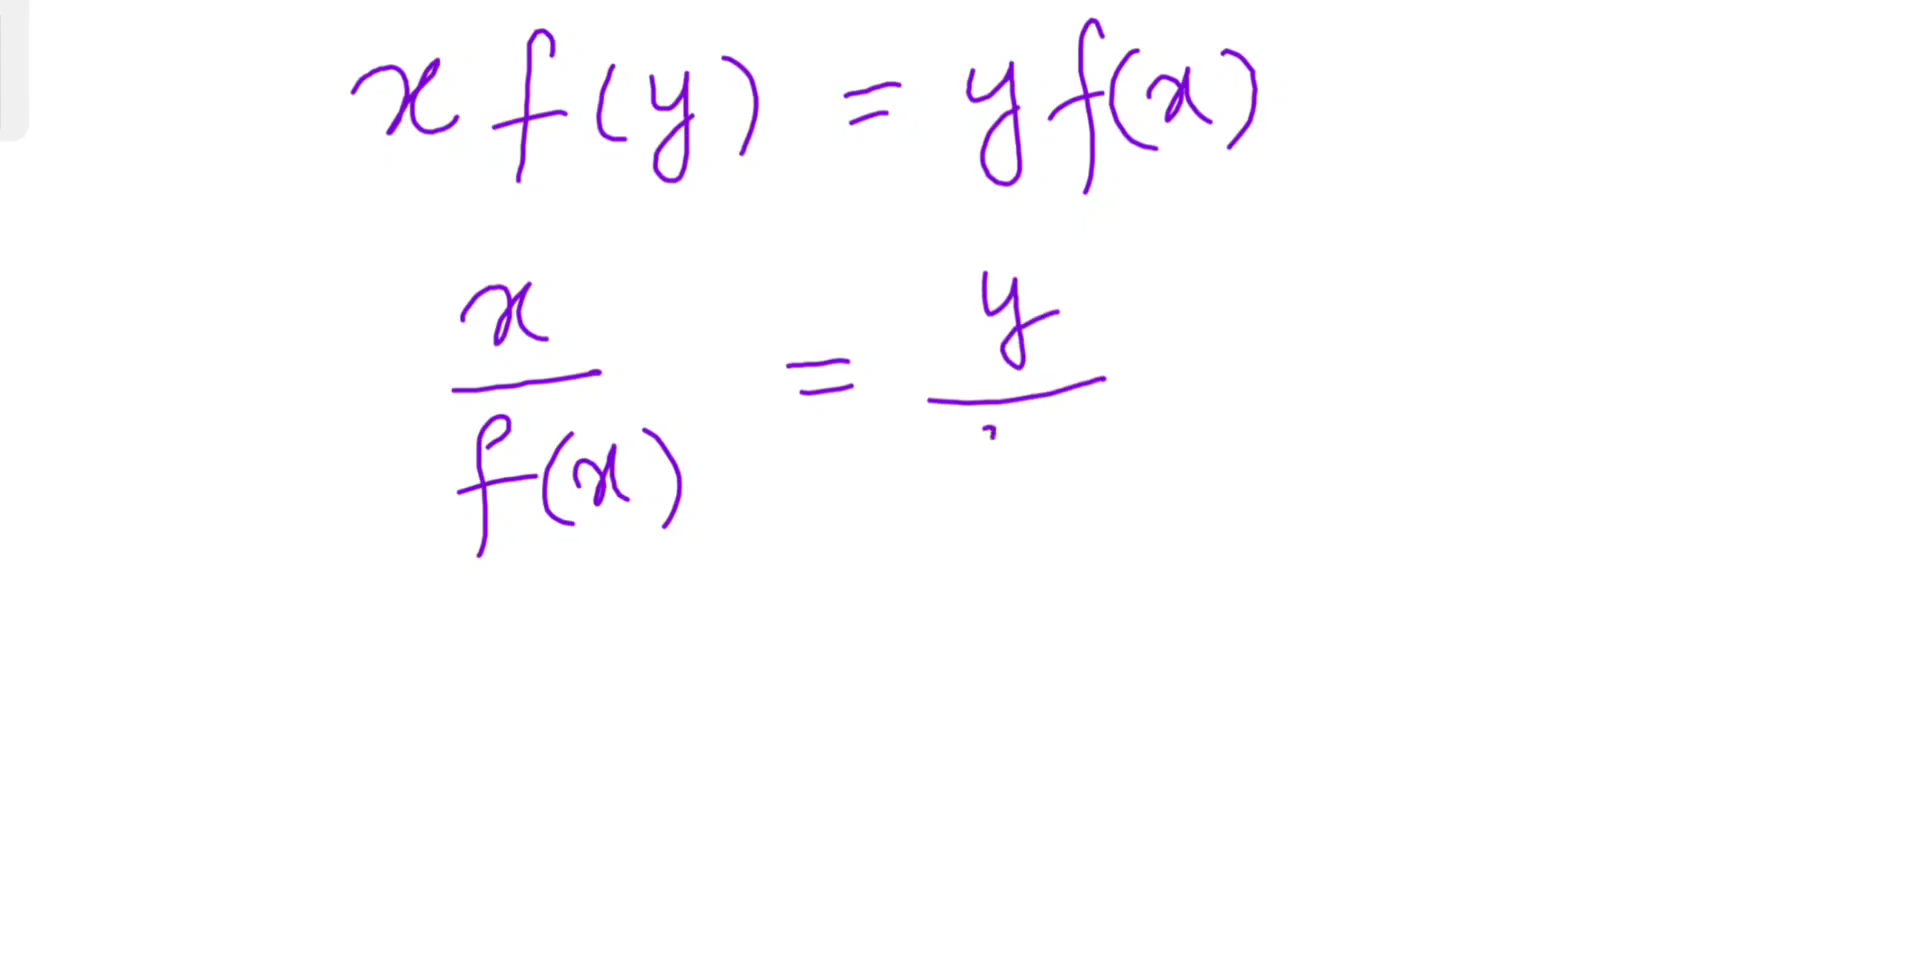 x f(y) = y f(x)
x/f(x) = y/